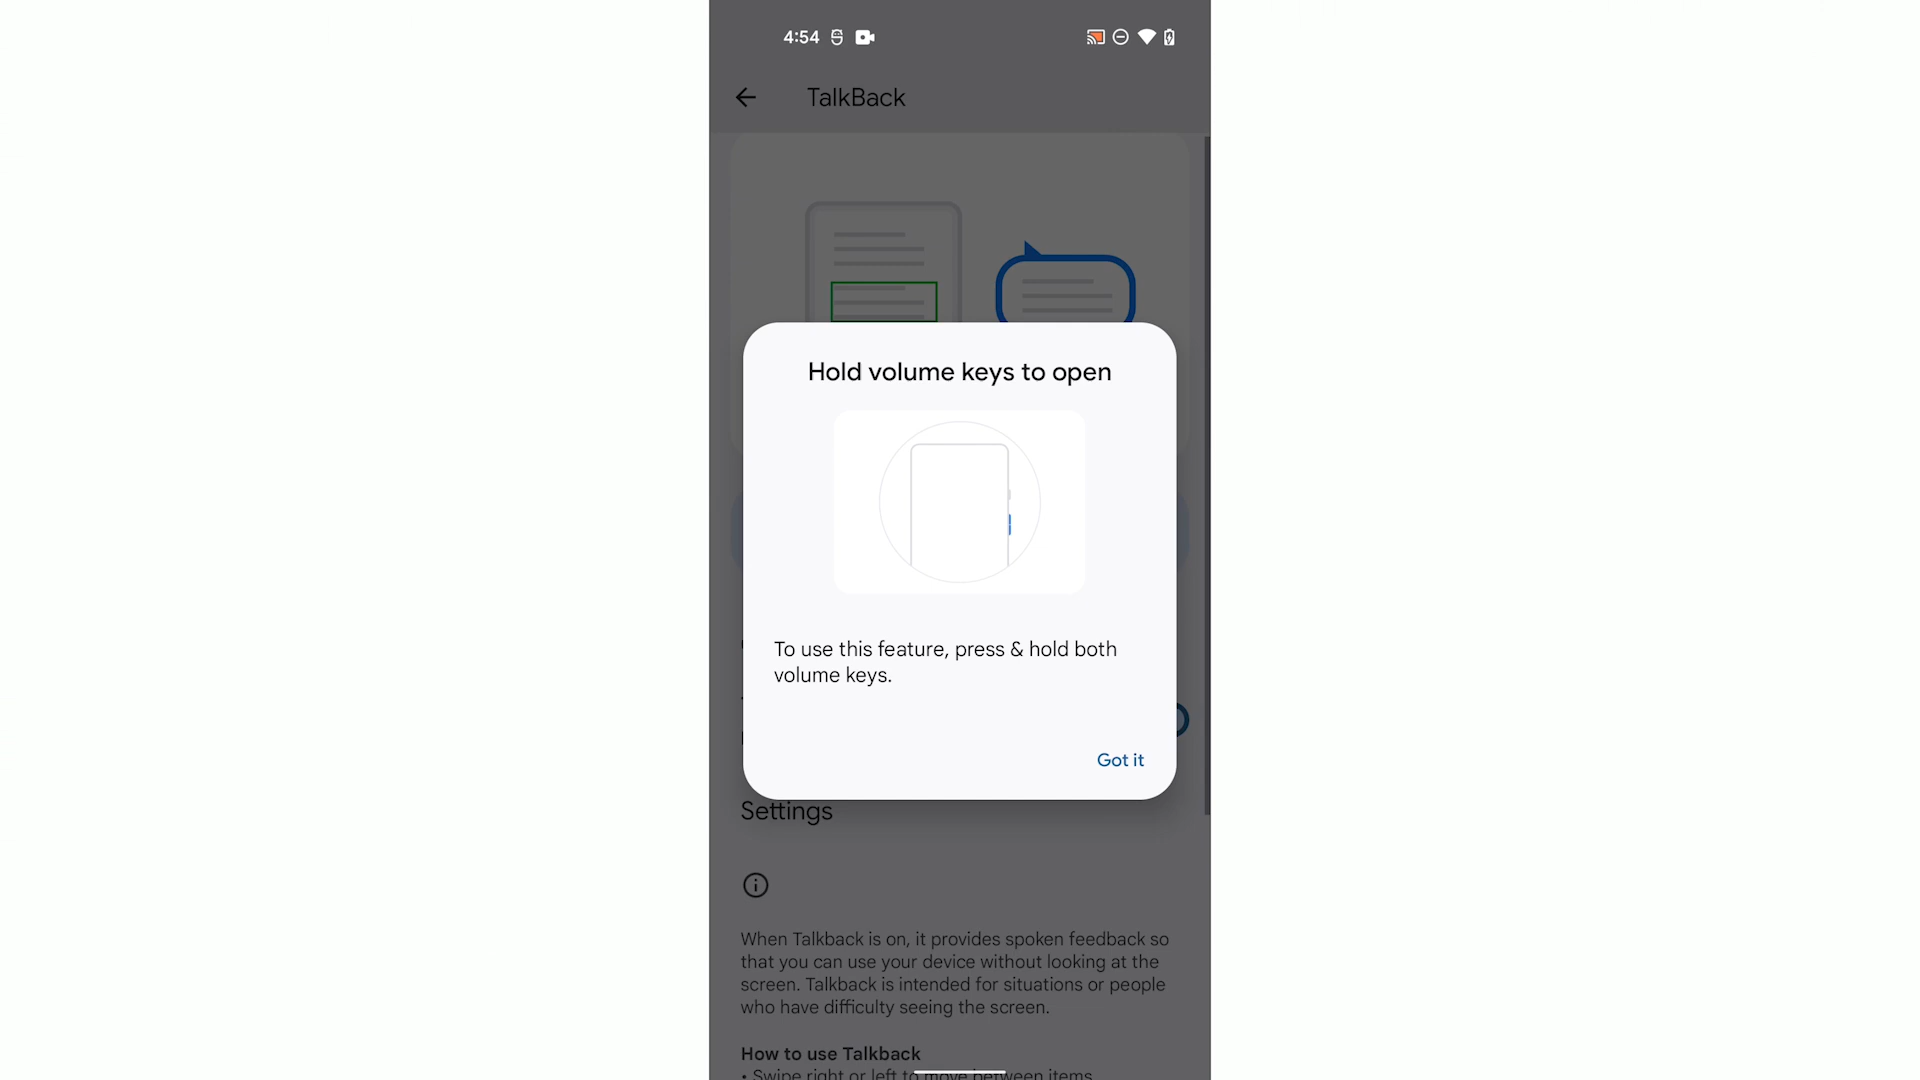 4:54
TalkBack
Hold volume keys to open
To use this feature, press & hold both
volume keys.
Got it
Settings
When Talkback is on, it provides spoken feedback so
that you can use your device without looking at the
screen. Talkback is intended for situations or people
who have difficulty seeing the screen.
How to use Talkback
• Swipe right or left to move between items